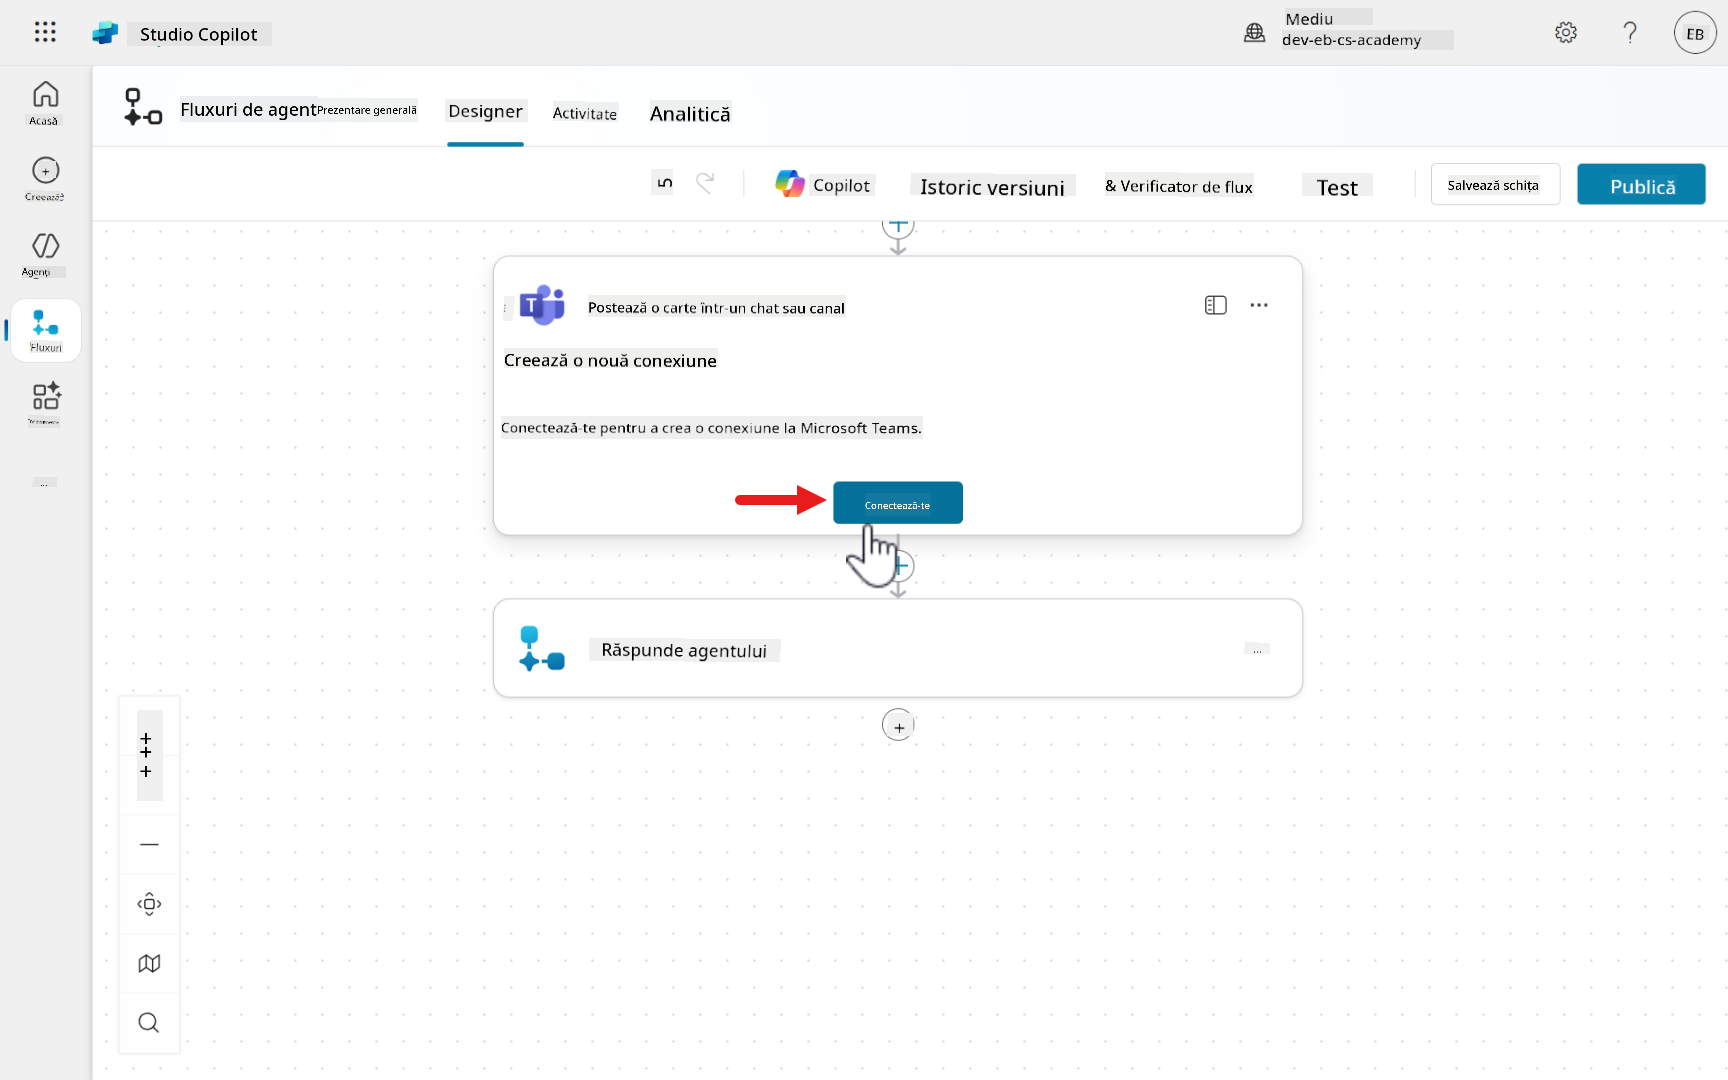 Studio Copilot
Mediu
dev-eb-cs-academy
EB
Acasă
Creează
Agenți
Fluxuri
...
Fluxuri de agent
Prezentare generală
Designer
Activitate
Analitică
Copilot
Istoric versiuni
& Verificator de flux
Test
Salvează schița
Publică
Postează o carte într-un chat sau canal
Creează o nouă conexiune
Conectează-te pentru a crea o conexiune la Microsoft Teams.
Conectează-te
Răspunde agentului
...